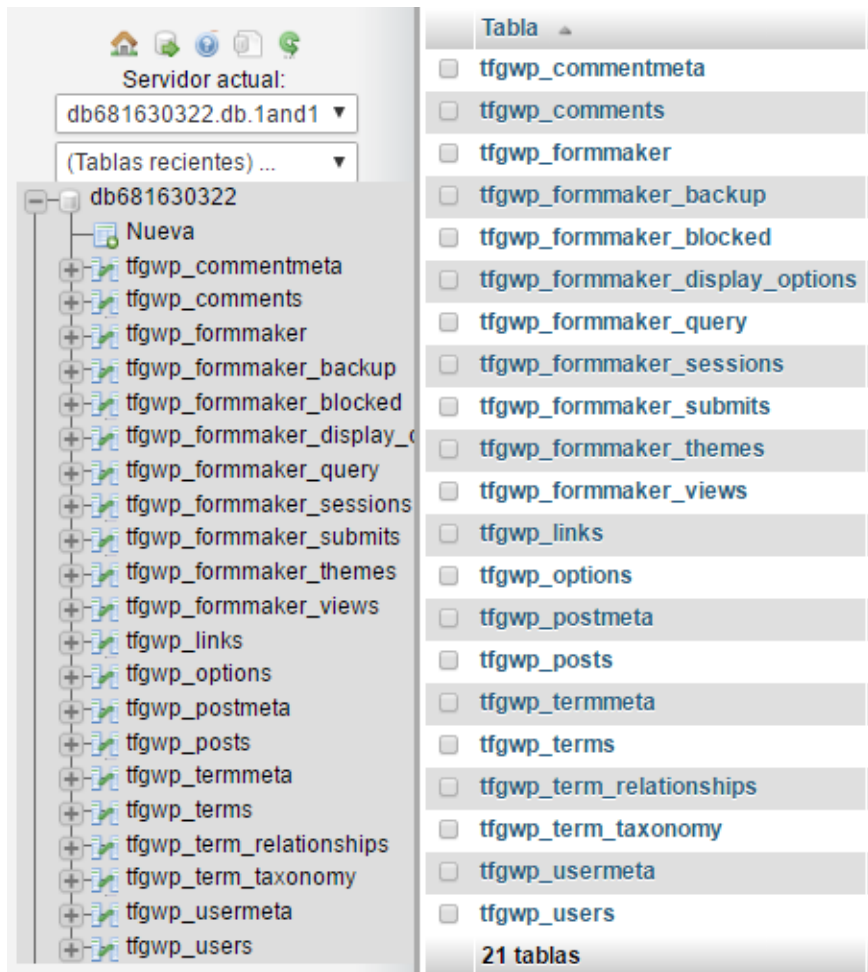 Servidor actual:
db681630322.db.1and1
(Tablas recientes) ...
db681630322
Nueva
tfgwp_commentmeta
tfgwp_comments
tfgwp_formmaker
tfgwp_formmaker_backup
tfgwp_formmaker_blocked
tfgwp_formmaker_display_
tfgwp_formmaker_query
tfgwp_formmaker_sessions
tfgwp_formmaker_submits
tfgwp_formmaker_themes
tfgwp_formmaker_views
tfgwp_links
tfgwp_options
tfgwp_postmeta
tfgwp_posts
tfgwp_termmeta
tfgwp_terms
tfgwp_term_relationships
tfgwp_term_taxonomy
tfgwp_usermeta
tfgwp_users
Tabla
tfgwp_commentmeta
tfgwp_comments
tfgwp_formmaker
tfgwp_formmaker_backup
tfgwp_formmaker_blocked
tfgwp_formmaker_display_options
tfgwp_formmaker_query
tfgwp_formmaker_sessions
tfgwp_formmaker_submits
tfgwp_formmaker_themes
tfgwp_formmaker_views
tfgwp_links
tfgwp_options
tfgwp_postmeta
tfgwp_posts
tfgwp_termmeta
tfgwp_terms
tfgwp_term_relationships
tfgwp_term_taxonomy
tfgwp_usermeta
tfgwp_users
21 tablas